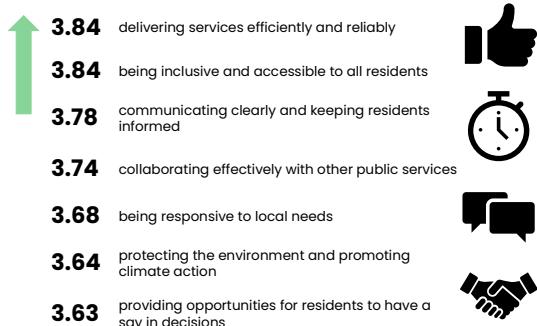 3.84 delivering services efficiently and reliably
3.84 being inclusive and accessible to all residents
3.78 communicating clearly and keeping residents
informed
3.74 collaborating effectively with other public services
3.68 being responsive to local needs
3.64 protecting the environment and promoting
climate action
3.63 providing opportunities for residents to have a
say in decisions